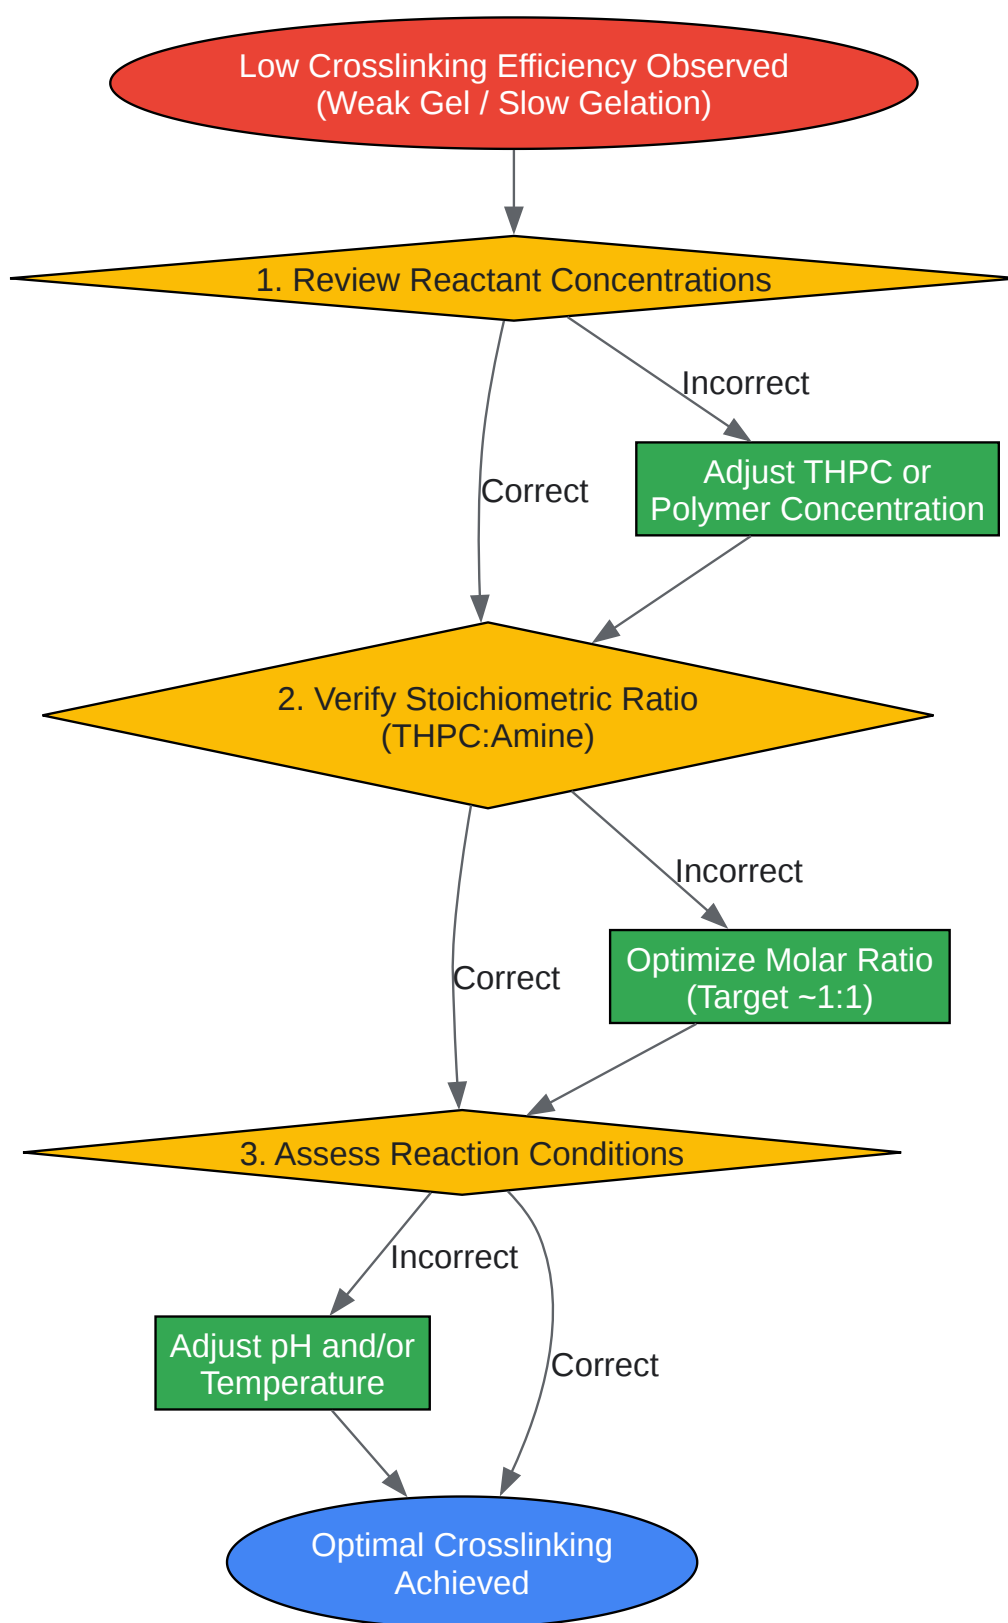 Low Crosslinking Efficiency Observed
(Weak Gel / Slow Gelation)
1. Review Reactant Concentrations
Incorrect
Adjust THPC or
Polymer Concentration
Correct
2. Verify Stoichiometric Ratio
(THPC:Amine)
Incorrect
Optimize Molar Ratio
(Target ~1:1)
Correct
3. Assess Reaction Conditions
Incorrect
Adjust pH and/or
Temperature
Correct
Optimal Crosslinking
Achieved